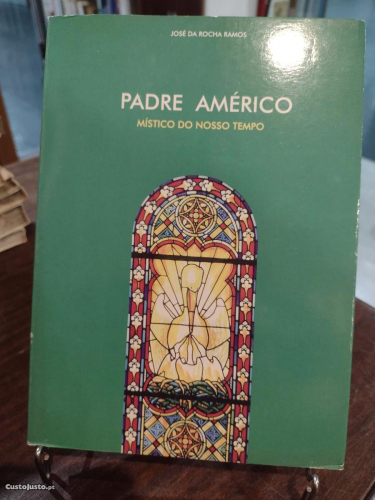 JOSÉ DA ROCHA RAMOS
PADRE AMÉRICO
MÍSTICO DO NOSSO TEMPO
CustoJusto.pt